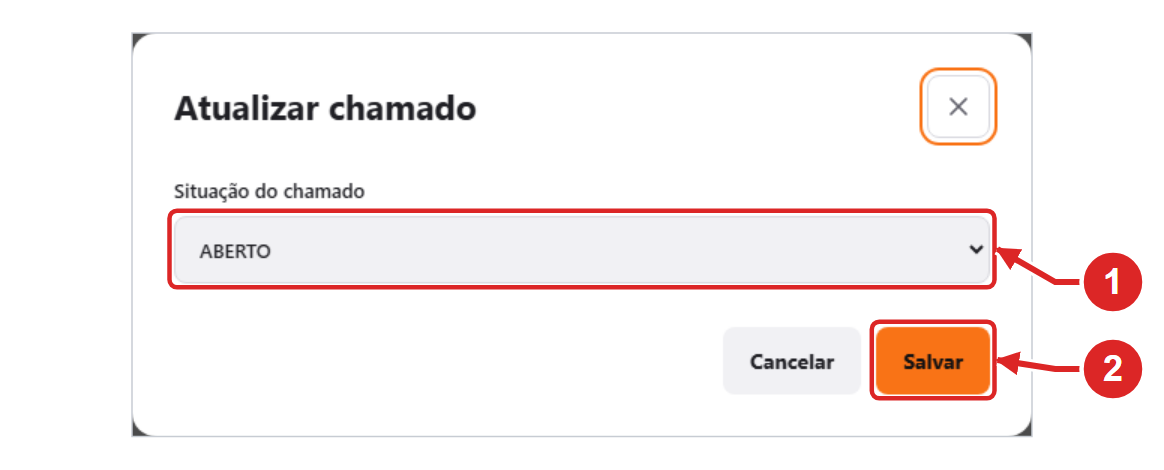 Atualizar chamado
Situação do chamado
ABERTO
1
Cancelar
Salvar
2